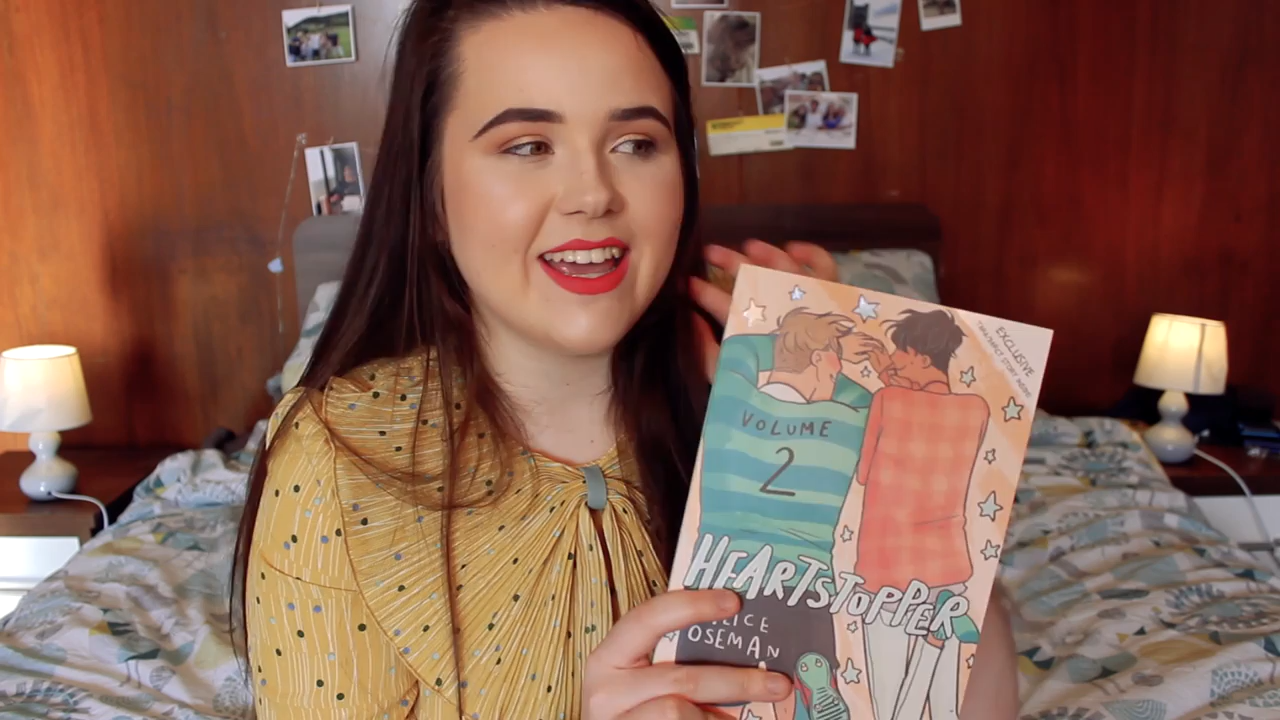 EXCLUSIVE
VOLUME
2
HEARTSTOPPER
ALICE
OSEMAN